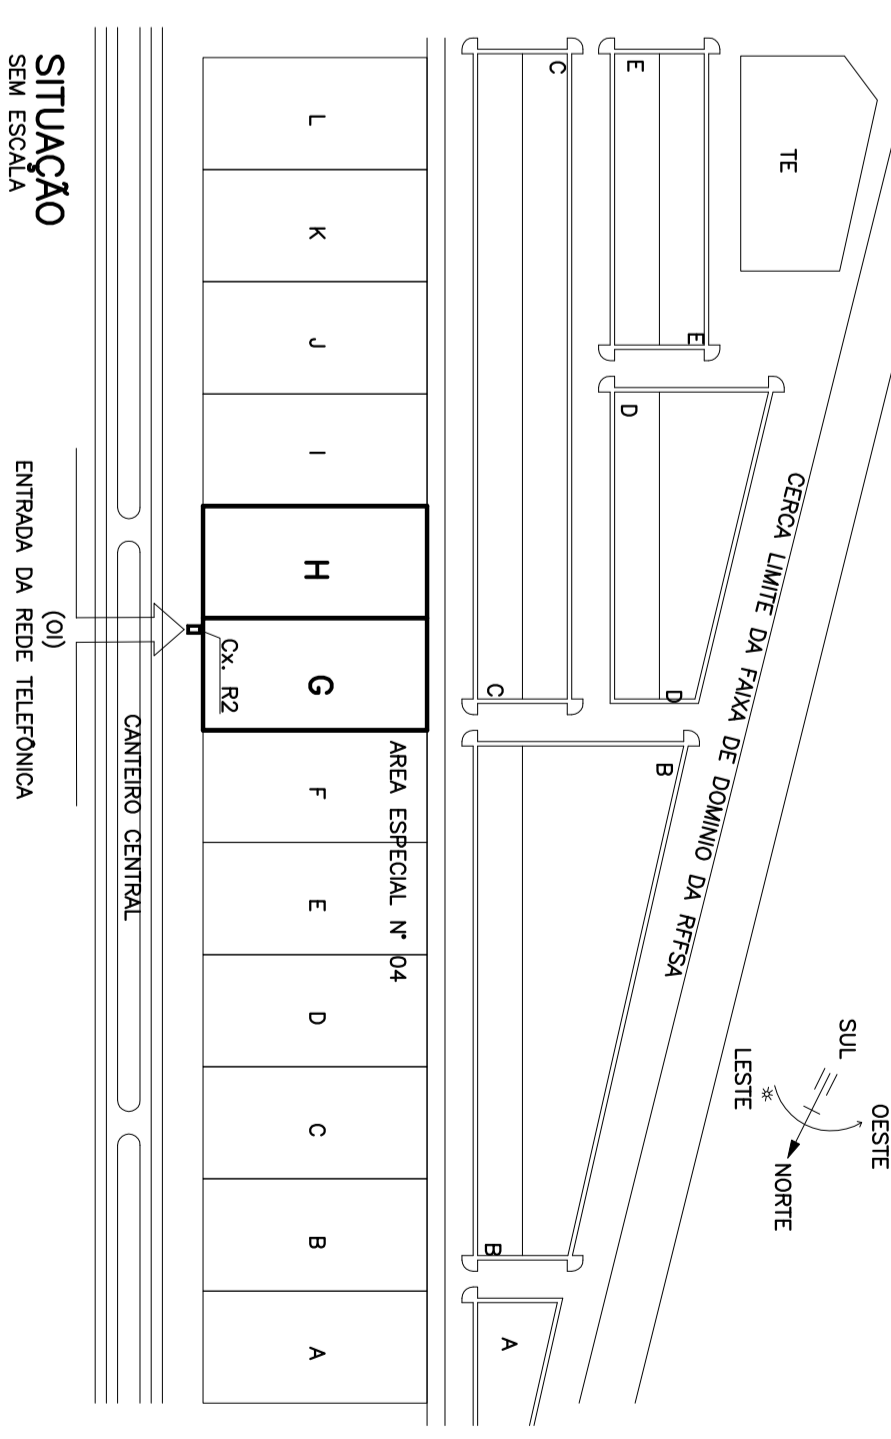 SITUAÇÃO
SEM ESCALA
L
K
J
I
H
G
F
E
D
C
B
A
AREA ESPECIAL N° 04
Cx. R2
(OI)
ENTRADA DA REDE TELEFÔNICA
CANTEIRO CENTRAL
C
C
E
E
D
D
B
B
A
TE
CERCA LIMITE DA FAIXA DE DOMINIO DA RFFSA
SUL
OESTE
LESTE
NORTE